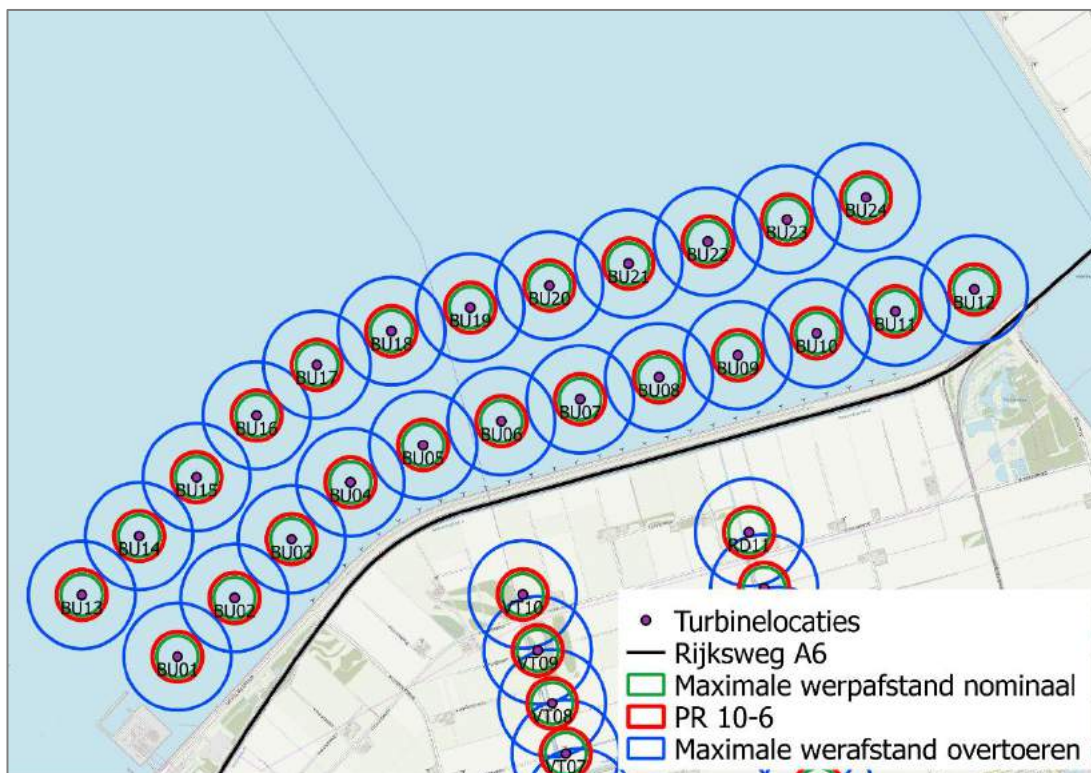 BU24
BU23
BU22
BU21
BU20
BU19
BU18
BU17
BU16
BU15
BU14
BU13
BU12
BU11
BU10
BU09
BU08
BU07
BU06
BU05
BU04
BU03
BU02
BU01
RD11
VT10
VT09
VT08
VT07
Turbinelocaties
Rijksweg A6
Maximale werpafstand nominaal
PR 10-6
Maximale werafstand overtoeren